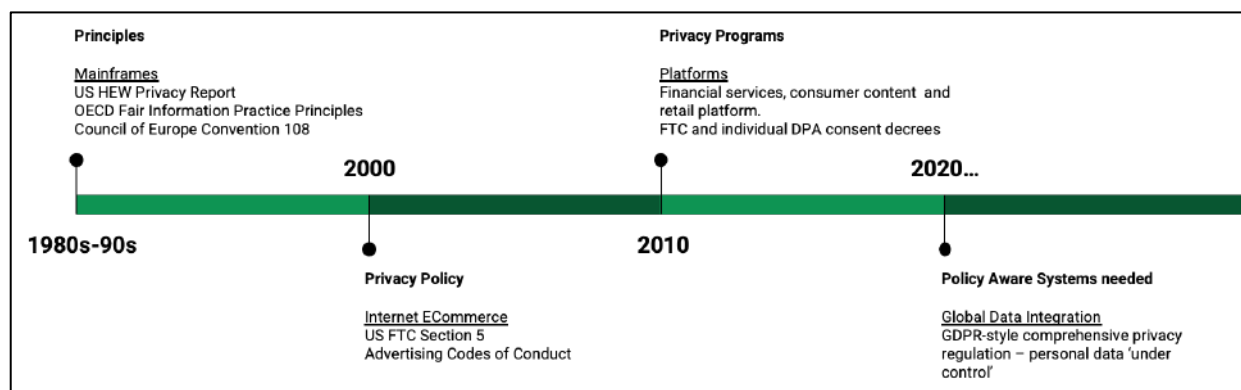 Principles
Mainframes
US HEW Privacy Report
OECD Fair Information Practice Principles
Council of Europe Convention 108
Privacy Programs
Platforms
Financial services, consumer content and
retail platform.
FTC and individual DPA consent decrees
2000
2020...
1980s-90s
2010
Privacy Policy
Internet ECommerce
US FTC Section 5
Advertising Codes of Conduct
Policy Aware Systems needed
Global Data Integration
GDPR-style comprehensive privacy
regulation – personal data ‘under
control’